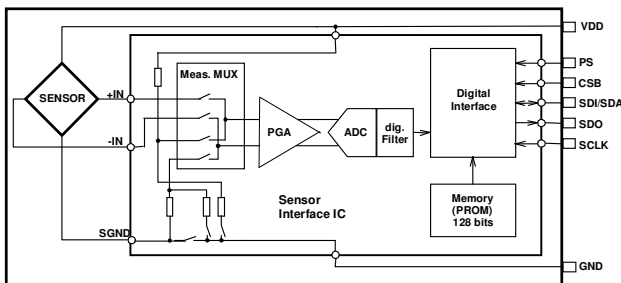 VDD
Meas. MUX
+IN
SENSOR
-IN
PGA
ADC
dig.
Filter
Digital
Interface
PS
CSB
SDI/SDA
SDO
SCLK
Sensor
Interface IC
Memory
(PROM)
128 bits
SGND
GND